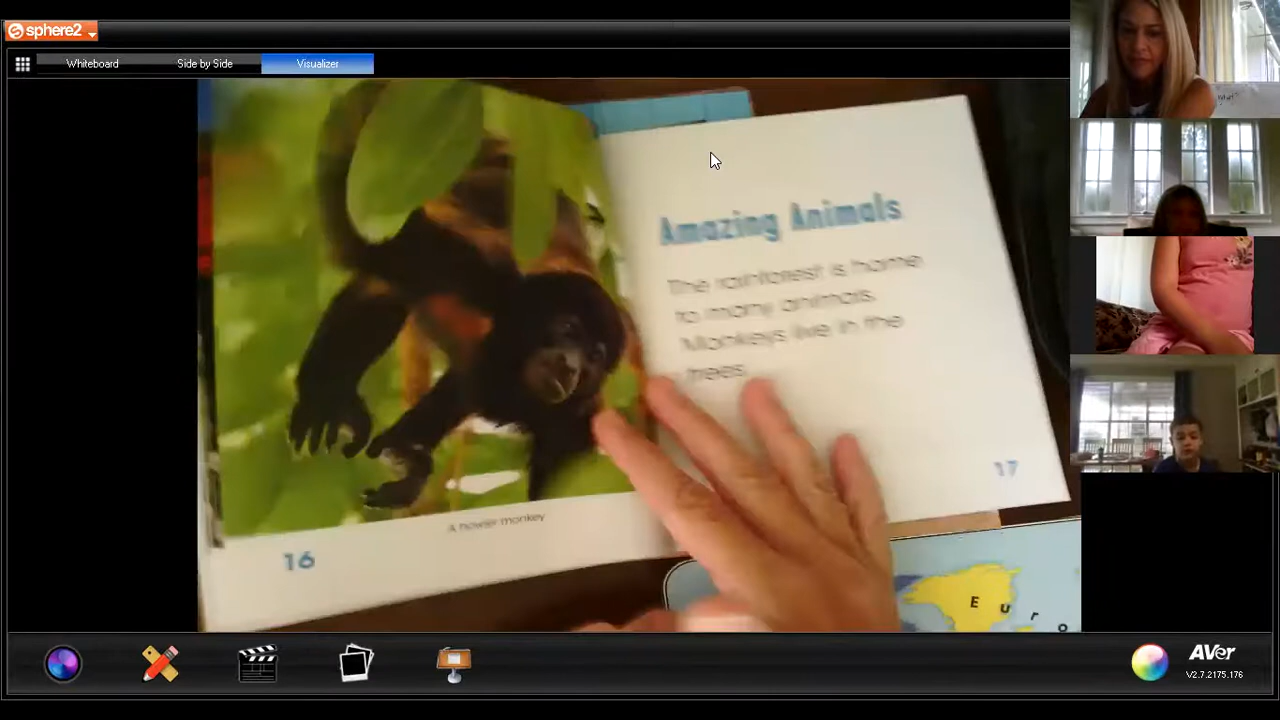 sphere2
Whiteboard
Side by Side
Visualizer
Amazing Animals
The rainforest is home
to many animals.
Monkeys live in the
trees.
17
A howler monkey
16
Euro
AVer
V2.7.2175.176